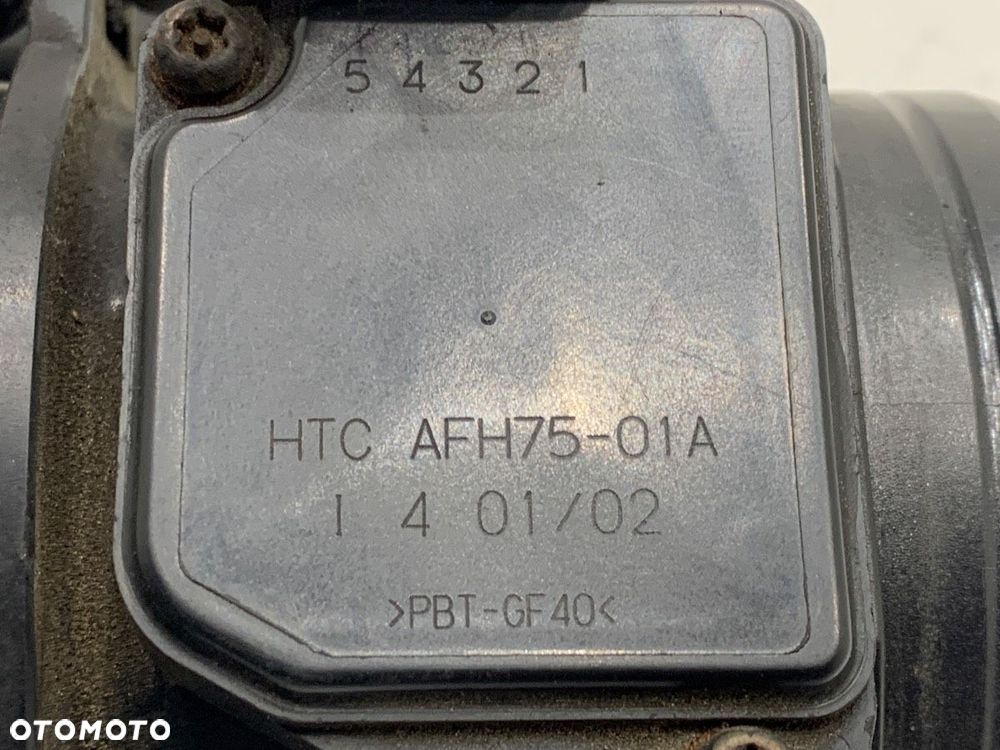 54321
HTC AFH75-01A
I 4 01/02
>PBT-GF40<
OTOMOTO